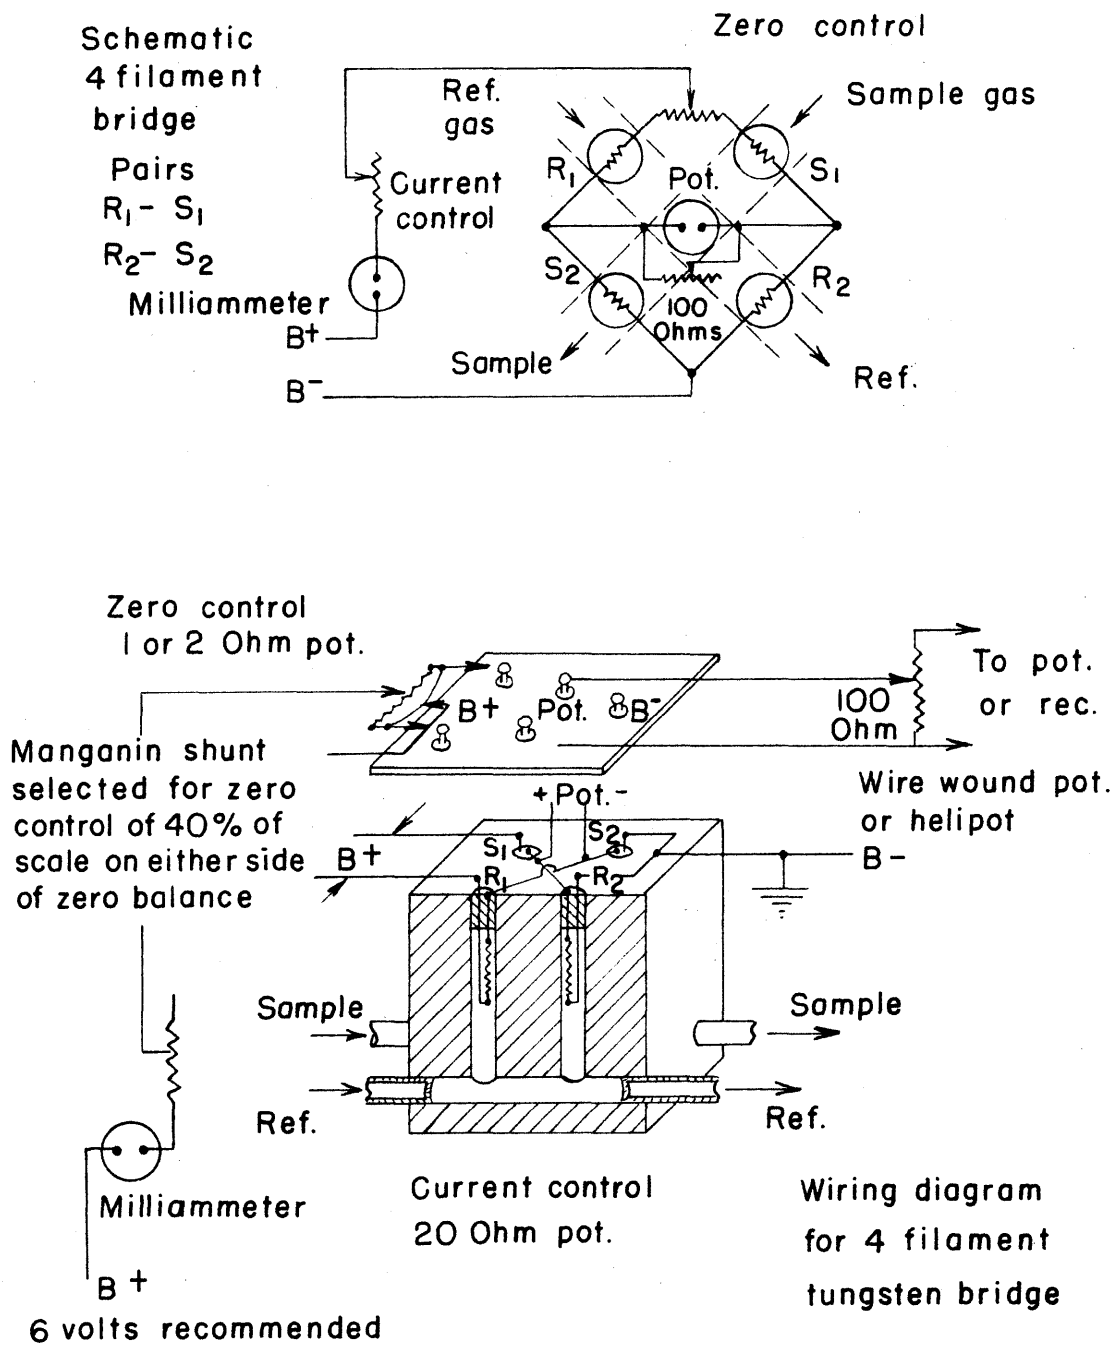 Zero control
Schematic
4 filament
bridge
Pairs
R₁- S₁
R₂- S₂
Ref.
gas
Sample gas
R₁
S₁
Pot.
Current
control
S₂
R₂
100
Ohms
Milliammeter
B+
Sample
Ref.
B-
Zero control
1 or 2 Ohm pot.
B+
Pot.
B-
100
Ohm
To pot.
or rec.
Manganin shunt
selected for zero
control of 40% of
scale on either side
of zero balance
Wire wound pot.
or helipot
+ Pot. -
S₁
S₂
B+
R₁
R₂
B-
Sample
Sample
Ref.
Ref.
Milliammeter
Current control
20 Ohm pot.
Wiring diagram
for 4 filament
tungsten bridge
B+
6 volts recommended